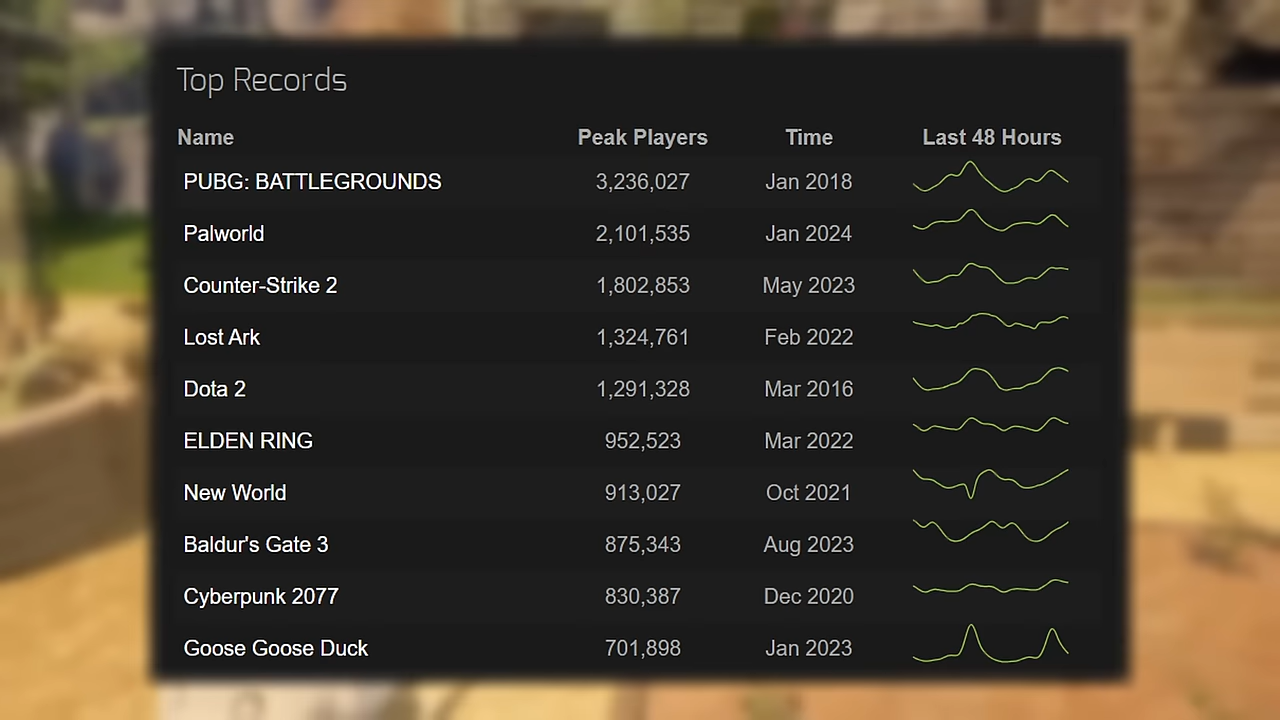 Top Records
Name Peak Players Time Last 48 Hours
PUBG: BATTLEGROUNDS 3,236,027 Jan 2018
Palworld 2,101,535 Jan 2024
Counter-Strike 2 1,802,853 May 2023
Lost Ark 1,324,761 Feb 2022
Dota 2 1,291,328 Mar 2016
ELDEN RING 952,523 Mar 2022
New World 913,027 Oct 2021
Baldur's Gate 3 875,343 Aug 2023
Cyberpunk 2077 830,387 Dec 2020
Goose Goose Duck 701,898 Jan 2023